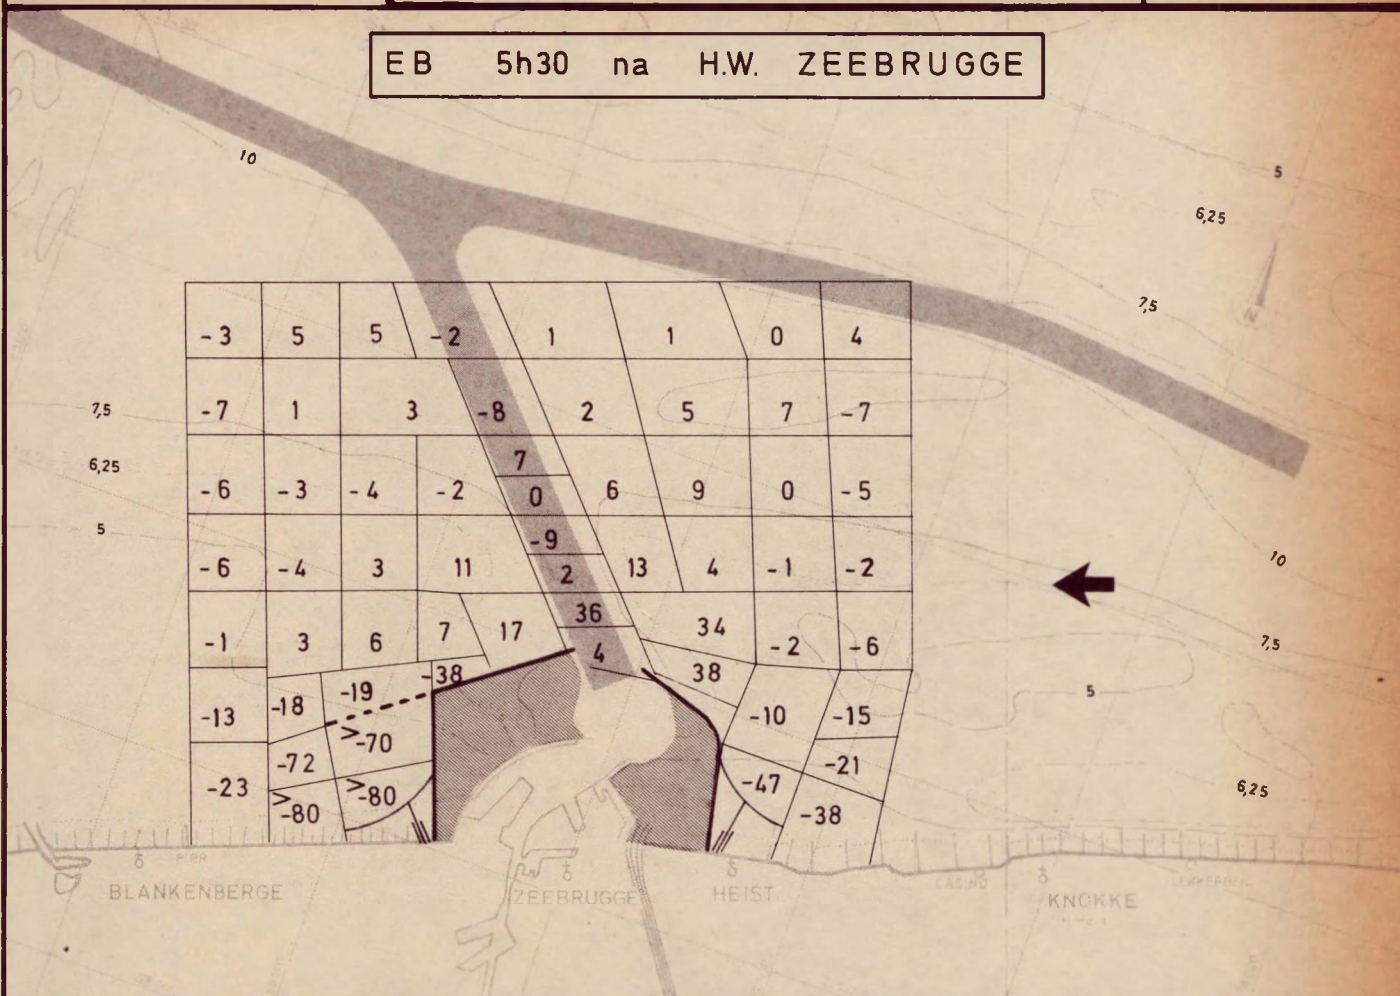 EB 5h30 na H.W. ZEEBRUGGE
10
5
6,25
7,5
N
-3 5 5 -2 1 1 0 4
7,5 -7 1 3 -8 2 5 7 -7
7
6,25 -6 -3 -4 -2 0 6 9 0 -5
5 -9
-6 -4 3 11 2 13 4 -1 -2 10
36
-1 3 6 7 17 4 34 -2 -6 7,5
-38 38
-18 -19 5
-13 -10 -15
>-70
-72 -21
-23 >-80 -47 6,25
>-80 -38
PIER
BLANKENBERGE ZEEBRUGGE HEIST CASINO KNOKKE